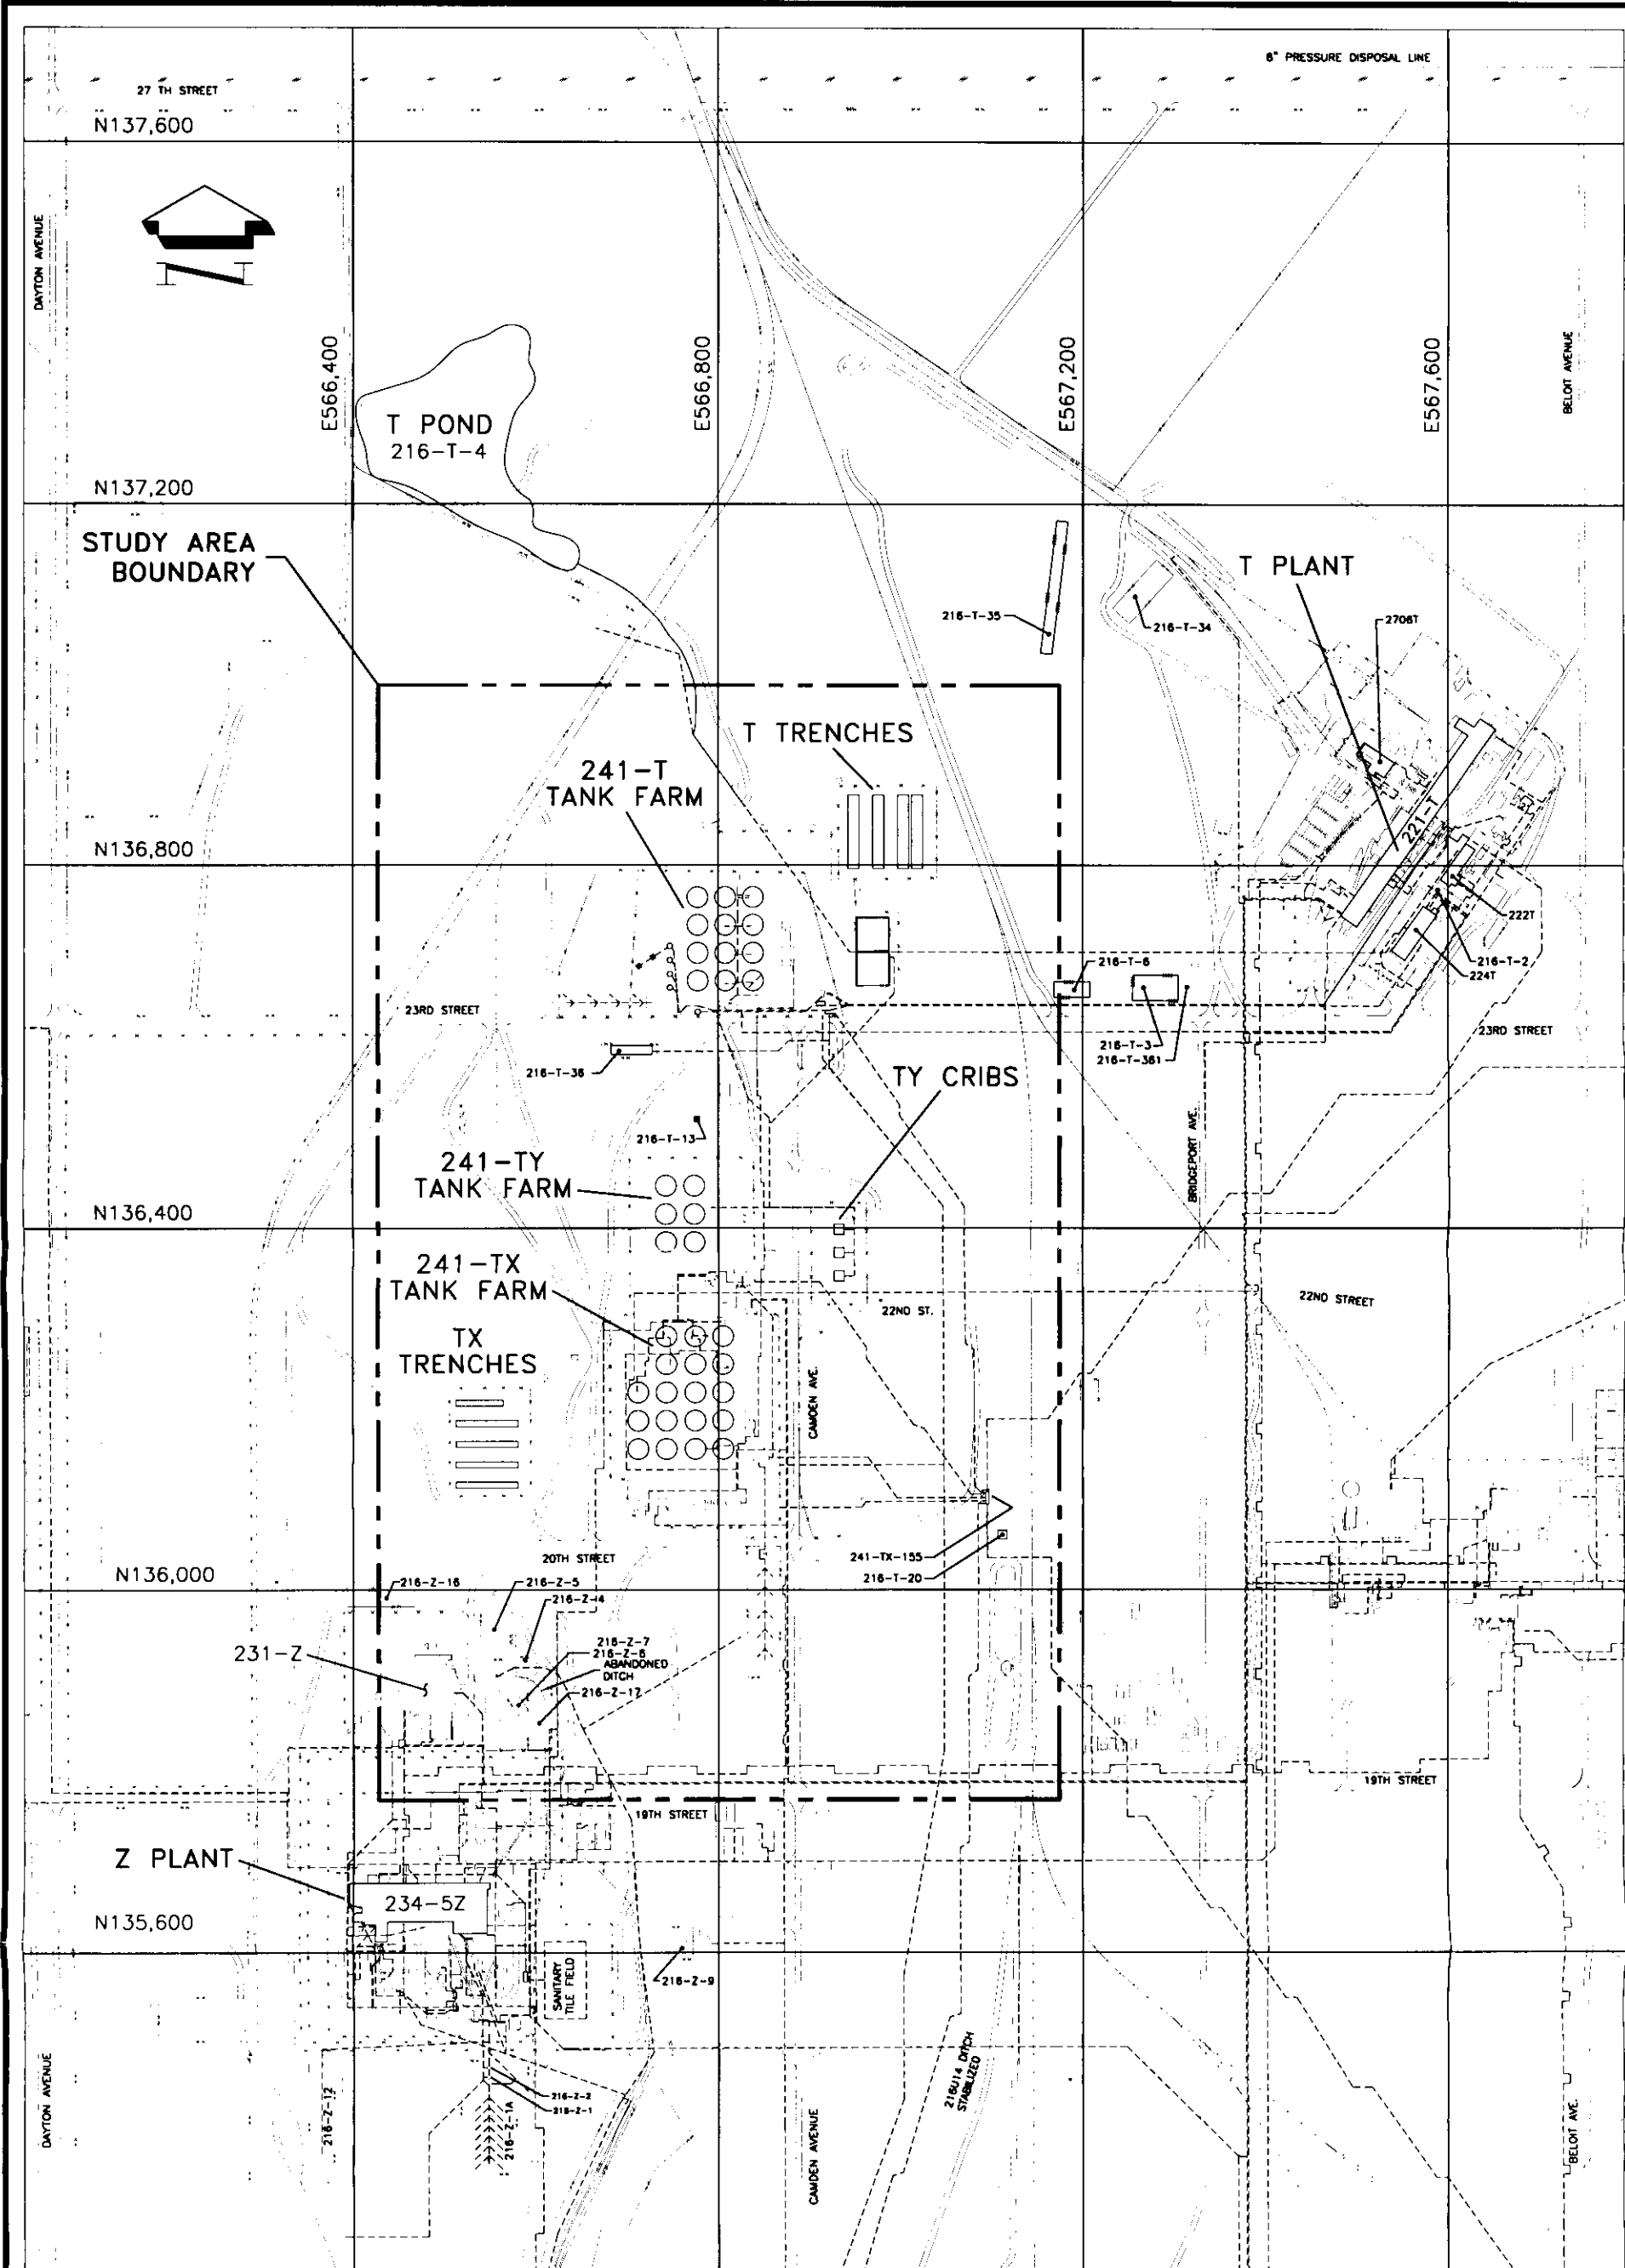 6" PRESSURE DISPOSAL LINE
27 TH STREET
N137,600
DAYTON AVENUE
N
E566,400
E566,800
E567,200
E567,600
BELOIT AVENUE
T POND
216-T-4
N137,200
STUDY AREA
BOUNDARY
T PLANT
216-T-35
216-T-34
2706T
T TRENCHES
241-T
TANK FARM
221-T
N136,800
222T
216-T-2
224T
216-T-6
23RD STREET
23RD STREET
216-T-3
216-T-361
216-T-36
TY CRIBS
216-T-13
BRIDGEPORT AVE.
241-TY
TANK FARM
N136,400
241-TX
TANK FARM
22ND ST.
22ND STREET
TX
TRENCHES
CAMDEN AVE.
20TH STREET
241-TX-155
216-T-20
N136,000
216-Z-16
216-Z-5
216-Z-4
216-Z-7
216-Z-6
ABANDONED
DITCH
231-Z
216-Z-17
19TH STREET
19TH STREET
Z PLANT
234-5Z
N135,600
SANITARY
TILE FIELD
216-Z-9
216U14 DITCH
STABILIZED
DAYTON AVENUE
216-Z-12
216-Z-2
216-Z-1
216-Z-1A
CAMDEN AVENUE
BELOIT AVE.